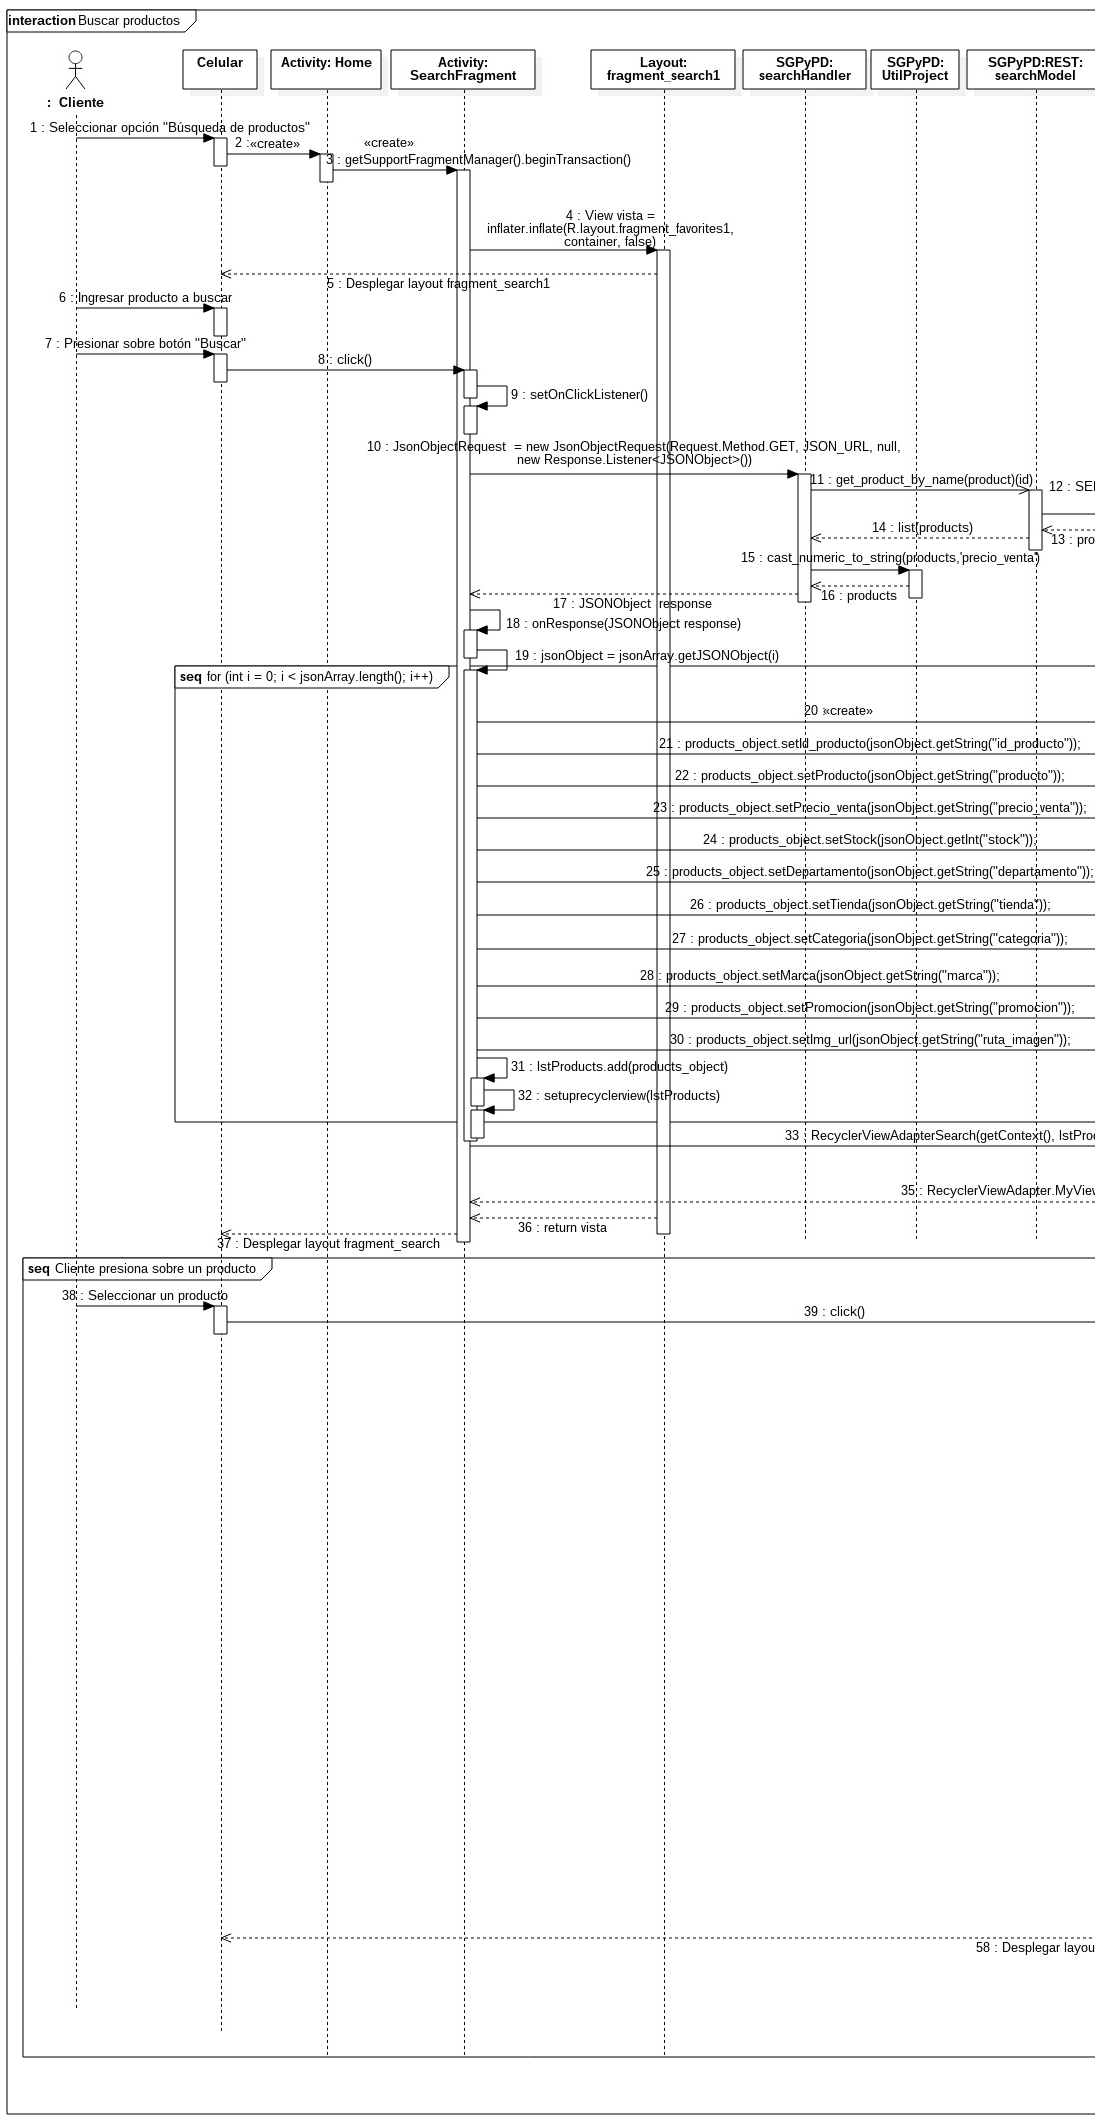 interaction Buscar productos
: Cliente
Celular
Activity: Home
Activity:
SearchFragment
Layout:
fragment_search1
SGPyPD:
searchHandler
SGPyPD:
UtilProject
SGPyPD:REST:
searchModel
1 : Seleccionar opción "Búsqueda de productos"
2 :«create»
«create»
3 : getSupportFragmentManager().beginTransaction()
4 : View vista =
inflater.inflate(R.layout.fragment_favorites1,
container, false)
5 : Desplegar layout fragment_search1
6 : Ingresar producto a buscar
7 : Presionar sobre botón "Buscar"
8 : click()
9 : setOnClickListener()
10 : JsonObjectRequest  = new JsonObjectRequest(Request.Method.GET, JSON_URL, null,
new Response.Listener<JSONObject>())
11 : get_product_by_name(product)(id)
12 : SE
13 : pro
14 : list(products)
15 : cast_numeric_to_string(products,'precio_venta')
16 : products
17 : JSONObject  response
18 : onResponse(JSONObject response)
19 : jsonObject = jsonArray.getJSONObject(i)
seq for (int i = 0; i < jsonArray.length(); i++)
20 :«create»
21 : products_object.setId_producto(jsonObject.getString("id_producto"));
22 : products_object.setProducto(jsonObject.getString("producto"));
23 : products_object.setPrecio_venta(jsonObject.getString("precio_venta"));
24 : products_object.setStock(jsonObject.getInt("stock"));
25 : products_object.setDepartamento(jsonObject.getString("departamento"));
26 : products_object.setTienda(jsonObject.getString("tienda"));
27 : products_object.setCategoria(jsonObject.getString("categoria"));
28 : products_object.setMarca(jsonObject.getString("marca"));
29 : products_object.setPromocion(jsonObject.getString("promocion"));
30 : products_object.setImg_url(jsonObject.getString("ruta_imagen"));
31 : lstProducts.add(products_object)
32 : setuprecyclerview(lstProducts)
33 : RecyclerViewAdapterSearch(getContext(), lstProd
35 : RecyclerViewAdapter.MyView
36 : return vista
37 : Desplegar layout fragment_search
seq Cliente presiona sobre un producto
38 : Seleccionar un producto
39 : click()
58 : Desplegar layou